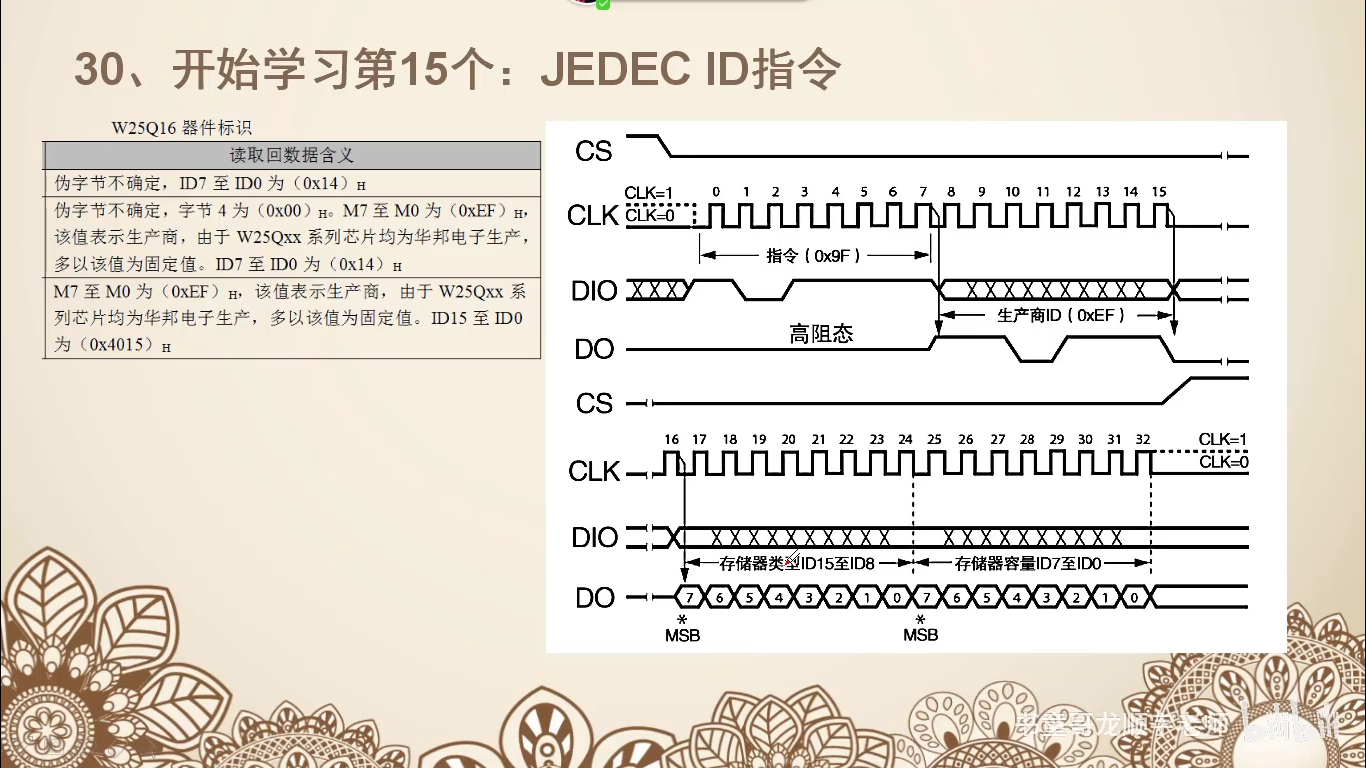 30、开始学习第15个：JEDEC ID指令
W25Q16 器件标识
读取回数据含义
伪字节不确定，ID7 至 ID0 为（0x14）H
伪字节不确定，字节 4 为（0x00）H。M7 至 M0 为（0xEF）H，
该值表示生产商，由于 W25Qxx 系列芯片均为华邦电子生产，
多以该值为固定值。ID7 至 ID0 为（0x14）H
M7 至 M0 为（0xEF）H，该值表示生产商，由于 W25Qxx 系
列芯片均为华邦电子生产，多以该值为固定值。ID15 至 ID0
为（0x4015）H
CS
CLK=1 0 1 2 3 4 5 6 7 8 9 10 11 12 13 14 15
CLK CLK=0
指令（0x9F）
DIO
生产商ID（0xEF）
高阻态
DO
CS
16 17 18 19 20 21 22 23 24 25 26 27 28 29 30 31 32 CLK=1
CLK CLK=0
DIO
存储器类型ID15至ID8 存储器容量ID7至ID0
DO 7 6 5 4 3 2 1 0 7 6 5 4 3 2 1 0
* *
MSB MSB
书童哥龙顺宇老师 bilibili